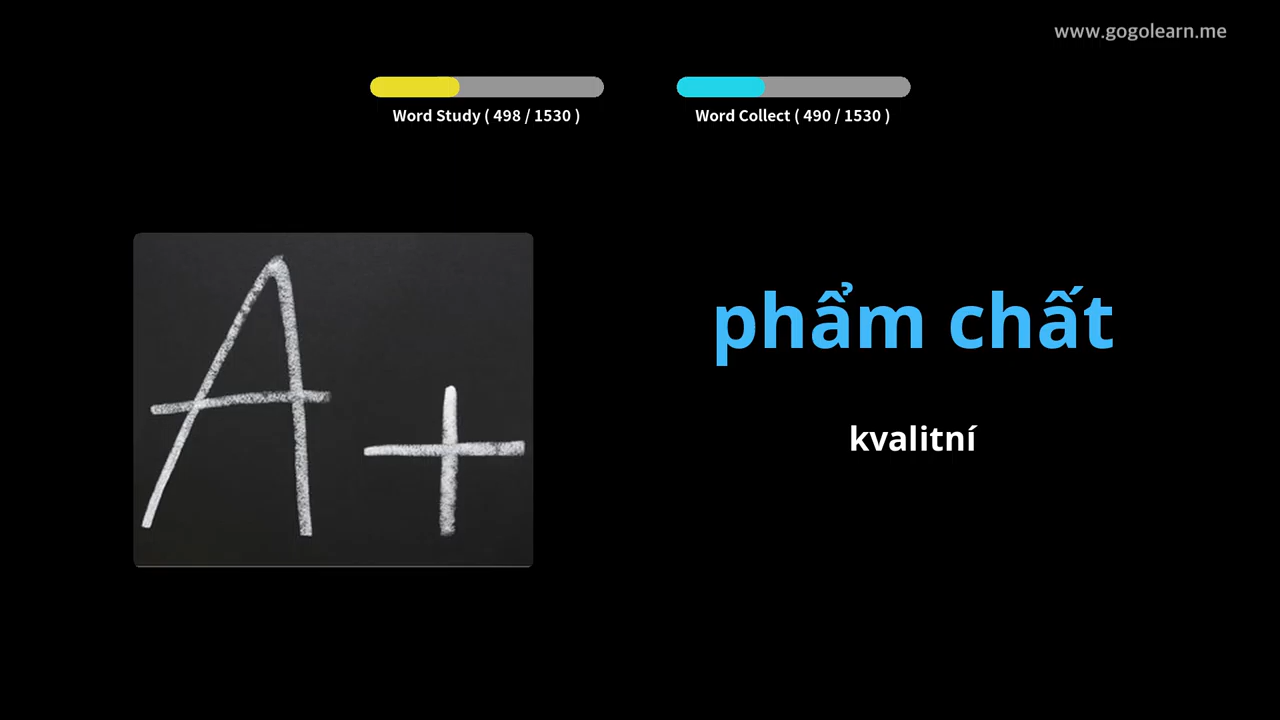 www.gogolearn.me
Word Study ( 498 / 1530 )
Word Collect ( 490 / 1530 )
A+
phẩm chất
kvalitní